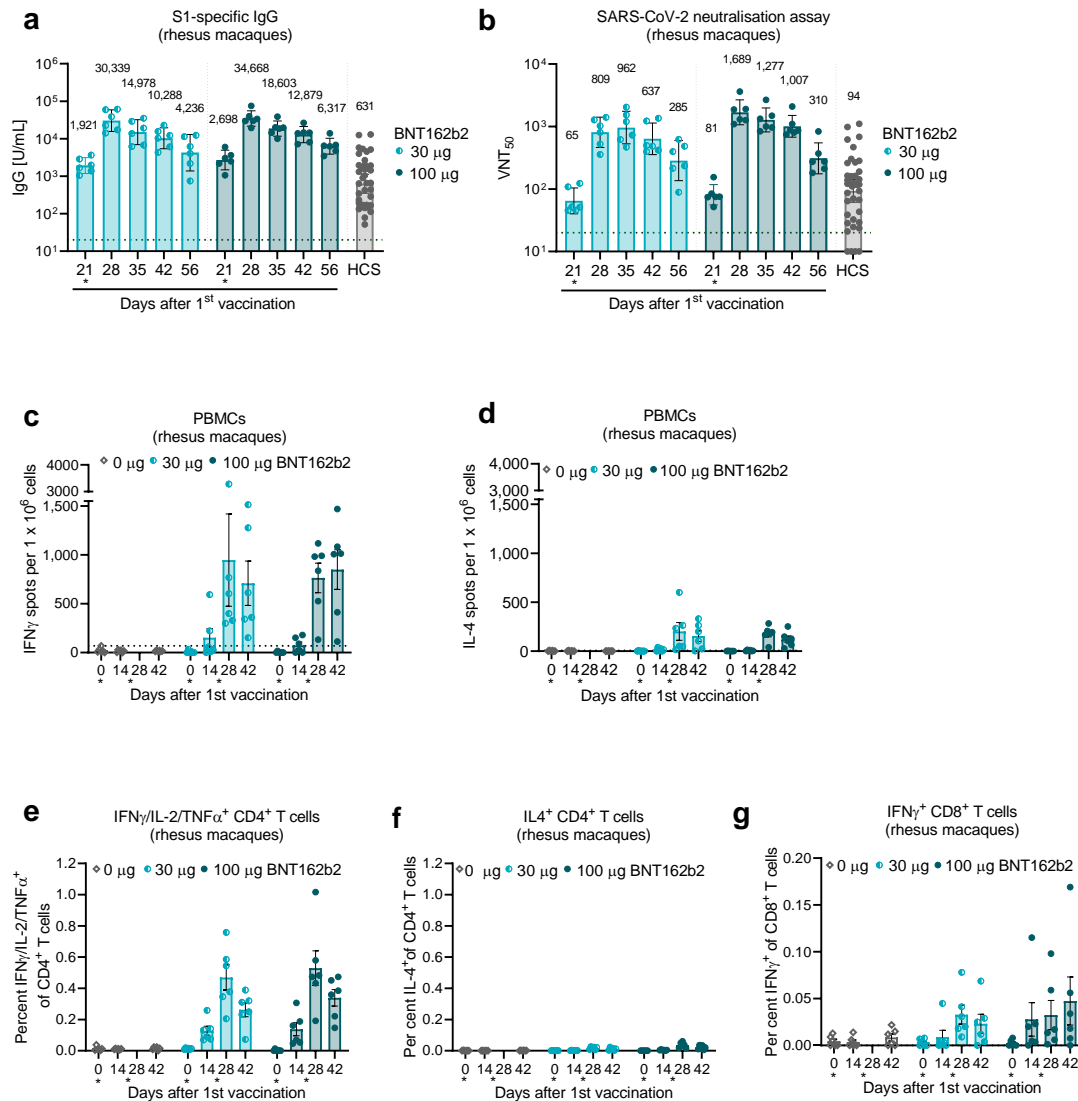 a
S1-specific IgG
(rhesus macaques)
IgG [U/mL]
10⁶
10⁵
10⁴
10³
10²
10¹
1,921
30,339
14,978
10,288
4,236
2,698
34,668
18,603
12,879
6,317
631
21 28 35 42 56 21 28 35 42 56 HCS
* *
Days after 1st vaccination
BNT162b2
30 µg
100 µg
b
SARS-CoV-2 neutralisation assay
(rhesus macaques)
VNT₅₀
10⁴
10³
10²
10¹
65
809
962
637
285
81
1,689
1,277
1,007
310
94
21 28 35 42 56 21 28 35 42 56 HCS
* *
Days after 1st vaccination
BNT162b2
30 µg
100 µg
c
PBMCs
(rhesus macaques)
0 µg 30 µg 100 µg BNT162b2
IFNγ spots per 1 x 10⁶ cells
4000
3000
1,500
1,000
500
0
0 14 28 42 0 14 28 42 0 14 28 42
* * * * * *
Days after 1st vaccination
d
PBMCs
(rhesus macaques)
0 µg 30 µg 100 µg BNT162b2
IL-4 spots per 1 x 10⁶ cells
4,000
3,000
1,500
1,000
500
0
0 14 28 42 0 14 28 42 0 14 28 42
* * * * * *
Days after 1st vaccination
e
IFNγ/IL-2/TNFα⁺ CD4⁺ T cells
(rhesus macaques)
0 µg 30 µg 100 µg BNT162b2
Percent IFNγ/IL-2/TNFα⁺
of CD4⁺ T cells
1.2
1.0
0.8
0.6
0.4
0.2
0.0
0 14 28 42 0 14 28 42 0 14 28 42
* * * * * *
Days after 1st vaccination
f
IL4⁺ CD4⁺ T cells
(rhesus macaques)
0 µg 30 µg 100 µg BNT162b2
Per cent IL-4⁺of CD4⁺ T cells
1.2
1.0
0.8
0.6
0.4
0.2
0.0
0 14 28 42 0 14 28 42 0 14 28 42
* * * * * *
Days after 1st vaccination
g
IFNγ⁺ CD8⁺ T cells
(rhesus macaques)
0 µg 30 µg 100 µg BNT162b2
Per cent IFNγ⁺ of CD8⁺ T cells
0.20
0.15
0.10
0.05
0.00
0 14 28 42 0 14 28 42 0 14 28 42
* * * * * *
Days after 1st vaccination